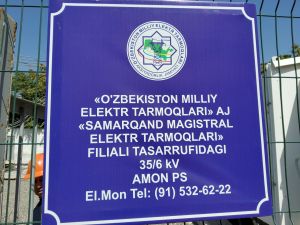 «O'ZBEKISTON MILLIY
ELEKTR TARMOQLARI» AJ
«SAMARQAND MAGISTRAL
ELEKTR TARMOQLARI»
FILIALI TASARRUFIDAGI
35/6 kV
AMON PS
El.Mon Tel: (91) 532-62-22